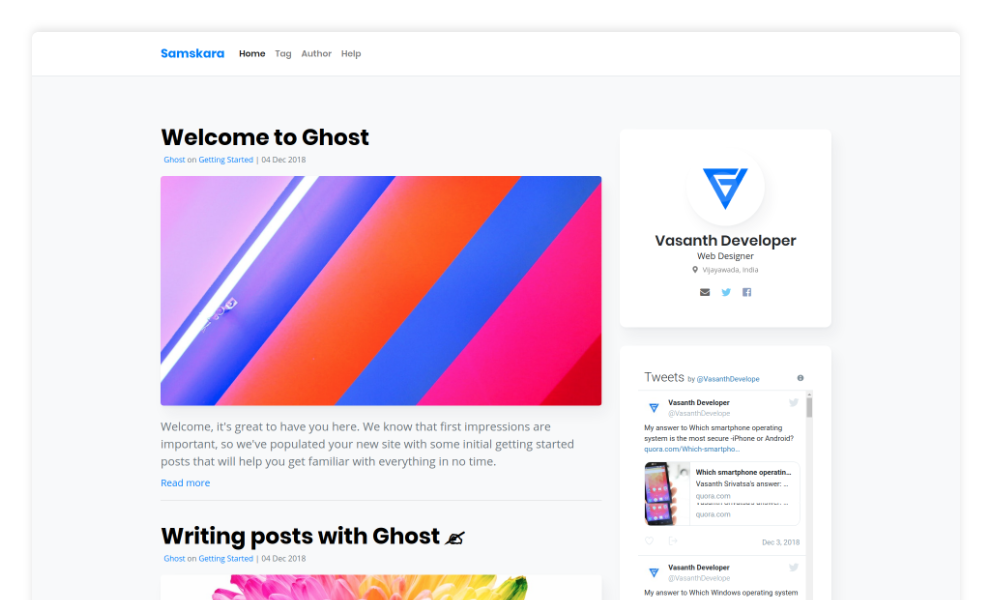 Samskara Home Tag Author Help
Welcome to Ghost
Ghost on Getting Started | 04 Dec 2018
Welcome, it's great to have you here. We know that first impressions are
important, so we've populated your new site with some initial getting started
posts that will help you get familiar with everything in no time.
Read more
Writing posts with Ghost ✍
Ghost on Getting Started | 04 Dec 2018
Vasanth Developer
Web Designer
Vijayawada, India
Tweets by @VasanthDevelope
Vasanth Developer
@VasanthDevelope
My answer to Which smartphone operating
system is the most secure -iPhone or Android?
quora.com/Which-smartpho…
Which smartphone operatin...
Vasanth Srivatsa's answer: ...
quora.com
Vasanth Srivatsa's answer: ...
quora.com
Dec 3, 2018
Vasanth Developer
@VasanthDevelope
My answer to Which Windows operating system